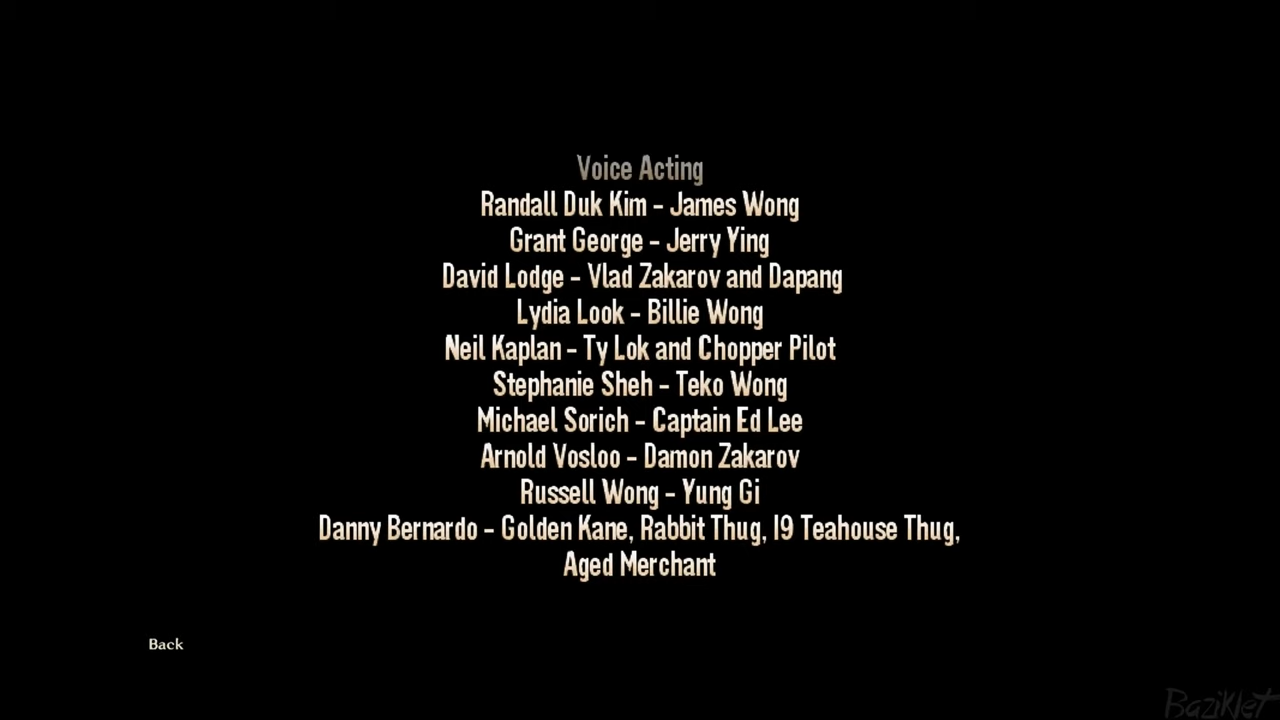 Voice Acting
Randall Duk Kim - James Wong
Grant George - Jerry Ying
David Lodge - Vlad Zakarov and Dapang
Lydia Look - Billie Wong
Neil Kaplan - Ty Lok and Chopper Pilot
Stephanie Sheh - Teko Wong
Michael Sorich - Captain Ed Lee
Arnold Vosloo - Damon Zakarov
Russell Wong - Yung Gi
Danny Bernardo - Golden Kane, Rabbit Thug, 19 Teahouse Thug,
Aged Merchant
Back
Baziklet